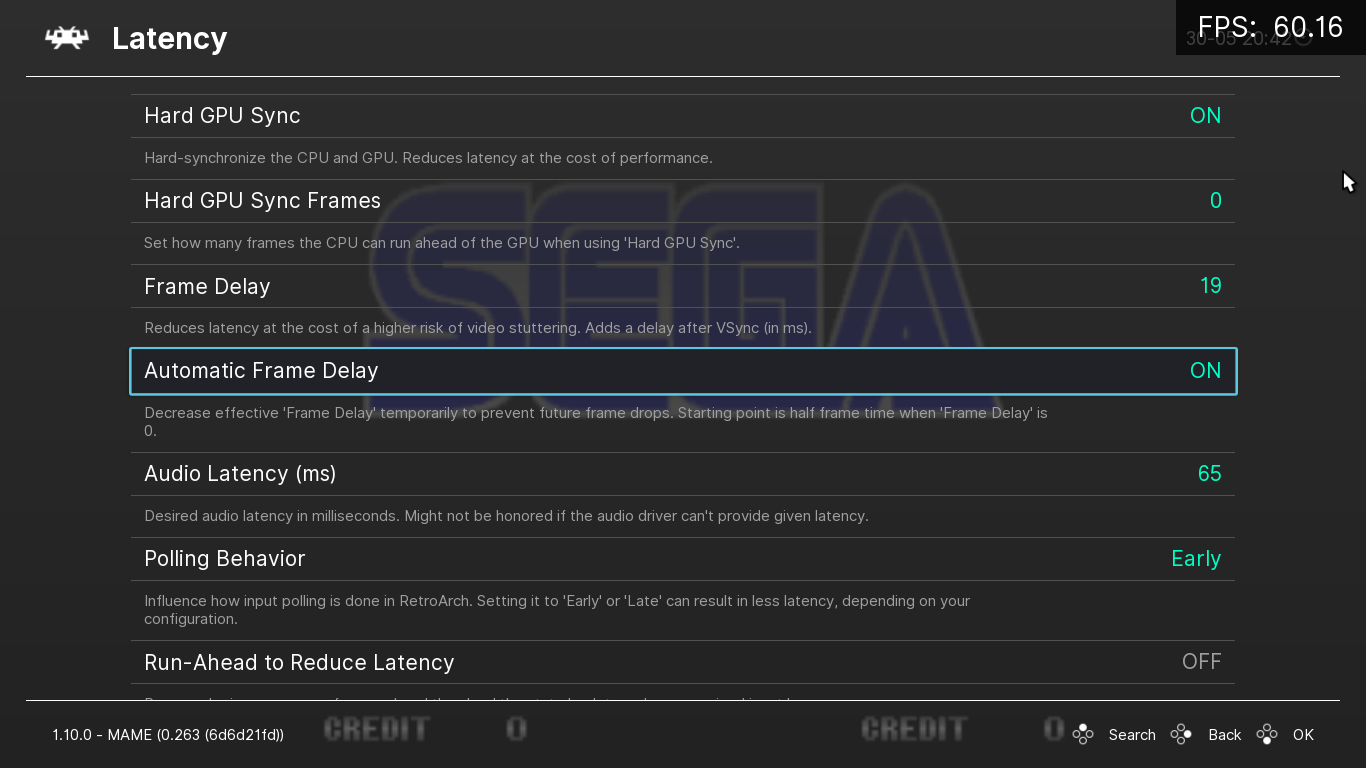 Latency
FPS: 60.16
30-05 20:42
Hard GPU Sync ON
Hard-synchronize the CPU and GPU. Reduces latency at the cost of performance.
Hard GPU Sync Frames 0
Set how many frames the CPU can run ahead of the GPU when using 'Hard GPU Sync'.
Frame Delay 19
Reduces latency at the cost of a higher risk of video stuttering. Adds a delay after VSync (in ms).
Automatic Frame Delay ON
Decrease effective 'Frame Delay' temporarily to prevent future frame drops. Starting point is half frame time when 'Frame Delay' is
0.
Audio Latency (ms) 65
Desired audio latency in milliseconds. Might not be honored if the audio driver can't provide given latency.
Polling Behavior Early
Influence how input polling is done in RetroArch. Setting it to 'Early' or 'Late' can result in less latency, depending on your
configuration.
Run-Ahead to Reduce Latency OFF
SEGA
CREDIT 0 CREDIT 0
1.10.0 - MAME (0.263 (6d6d21fd)) Search Back OK